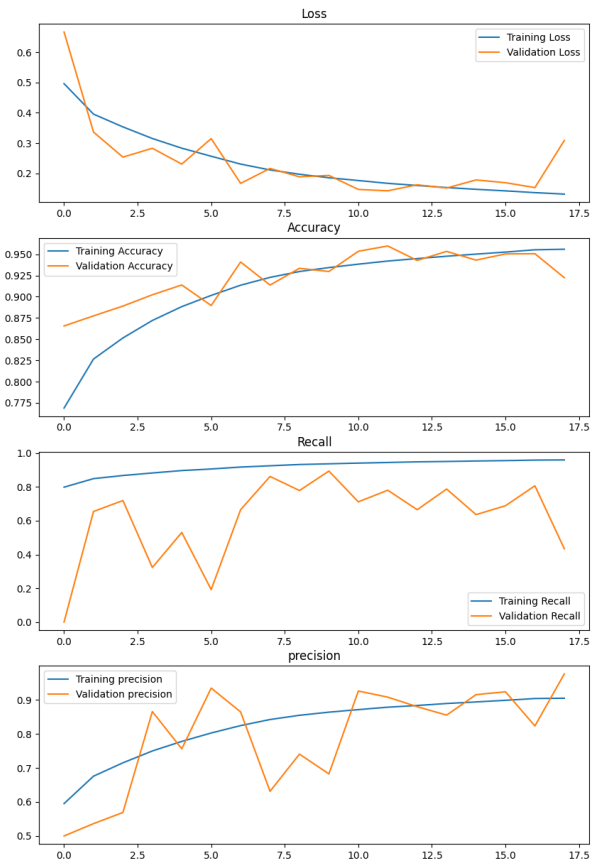 Loss
Training Loss
Validation Loss
0.6
0.5
0.4
0.3
0.2
0.0 2.5 5.0 7.5 10.0 12.5 15.0 17.5
Accuracy
Training Accuracy
Validation Accuracy
0.950
0.925
0.900
0.875
0.850
0.825
0.800
0.775
0.0 2.5 5.0 7.5 10.0 12.5 15.0 17.5
Recall
1.0
0.8
0.6
0.4
0.2
0.0
Training Recall
Validation Recall
0.0 2.5 5.0 7.5 10.0 12.5 15.0 17.5
precision
Training precision
Validation precision
0.9
0.8
0.7
0.6
0.5
0.0 2.5 5.0 7.5 10.0 12.5 15.0 17.5